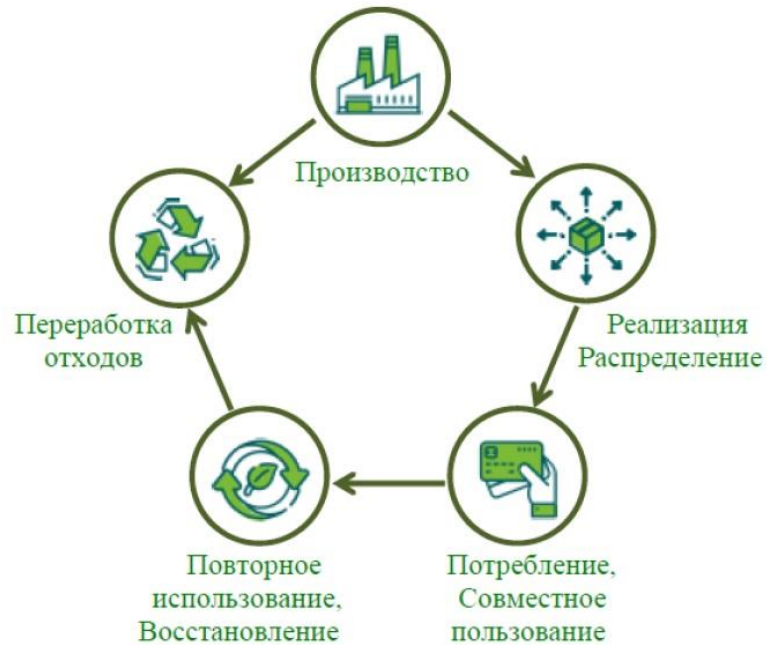 Производство
Реализация
Распределение
Потребление,
Совместное
пользование
Повторное
использование,
Восстановление
Переработка
отходов